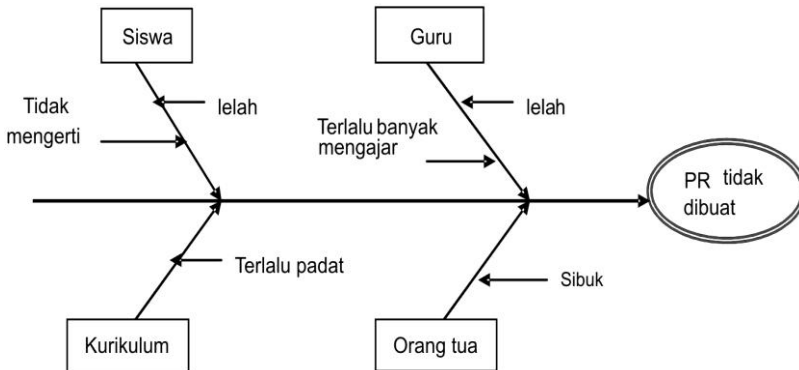 Siswa
Guru
Tidak
mengerti
lelah
Terlalu banyak
mengajar
lelah
PR tidak
dibuat
Terlalu padat
Sibuk
Kurikulum
Orang tua